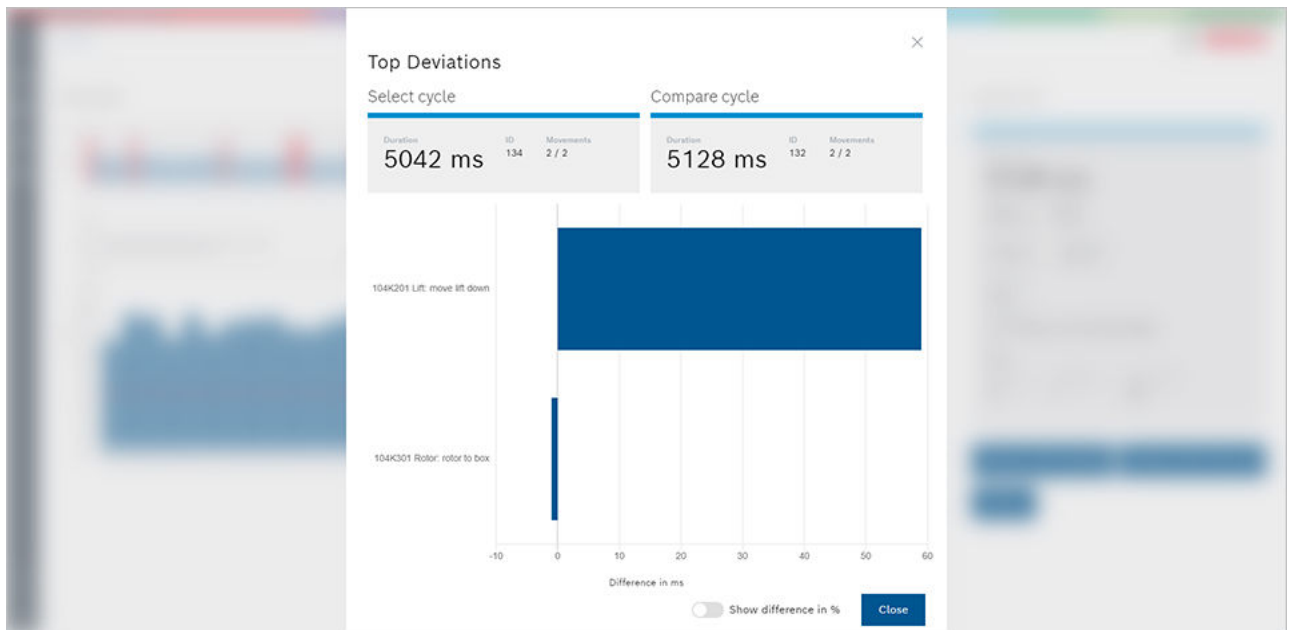 Top Deviations
Select cycle
Compare cycle
Duration
5042 ms
ID
134
Movements
2 / 2
Duration
5128 ms
ID
132
Movements
2 / 2
104K201 Lift: move lift down
104K301 Rotor: rotor to box
-10 0 10 20 30 40 50 60
Difference in ms
Show difference in %
Close